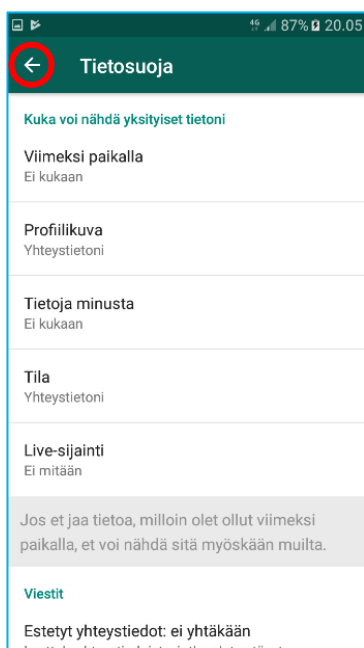 4G 87% 20.05
Tietosuoja
Kuka voi nähdä yksityiset tietoni
Viimeksi paikalla
Ei kukaan
Profiilikuva
Yhteystietoni
Tietoja minusta
Ei kukaan
Tila
Yhteystietoni
Live-sijainti
Ei mitään
Jos et jaa tietoa, milloin olet ollut viimeksi
paikalla, et voi nähdä sitä myöskään muilta.
Viestit
Estetyt yhteystiedot: ei yhtäkään